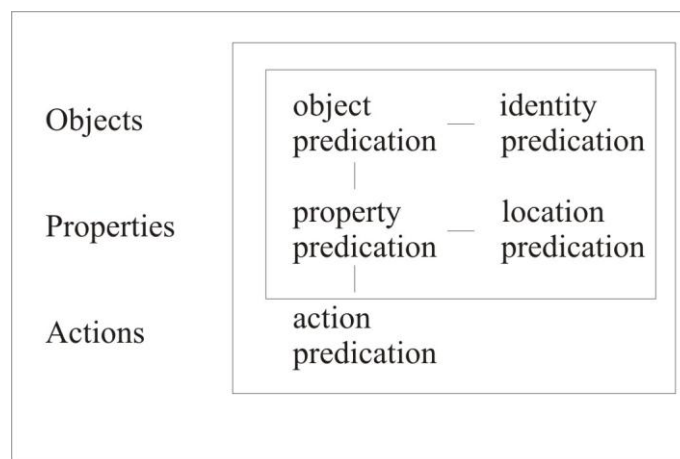 Objects
object predication
identity predication
Properties
property predication
location predication
Actions
action predication